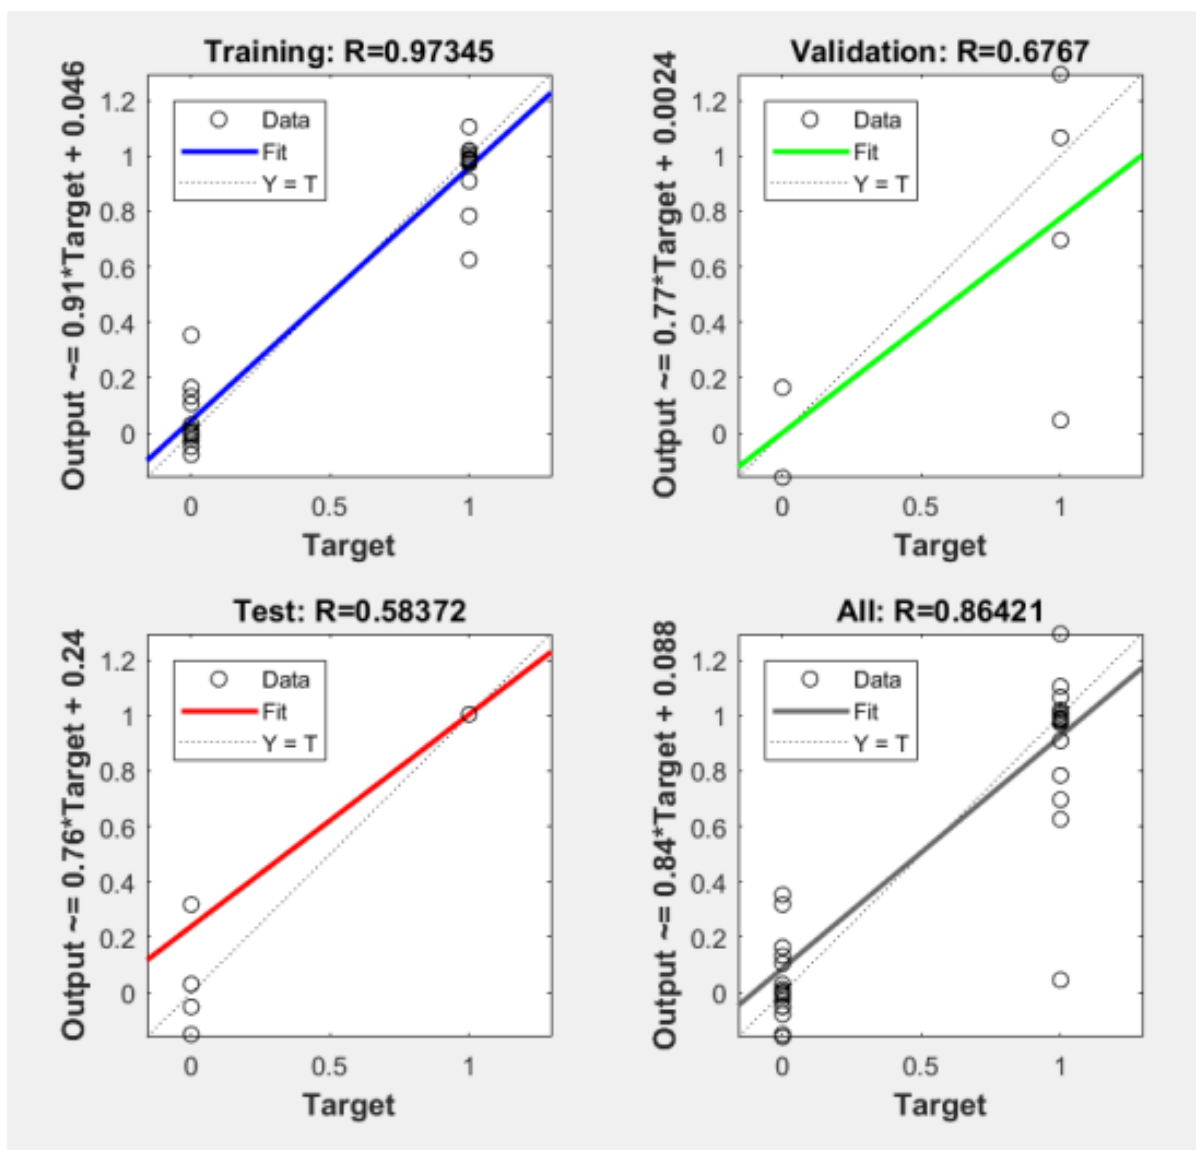 Training: R=0.97345
Output ~= 0.91*Target + 0.046
1.2
1
0.8
0.6
0.4
0.2
0
Data
Fit
Y = T
0
0.5
1
Target
Validation: R=0.6767
Output ~= 0.77*Target + 0.0024
1.2
1
0.8
0.6
0.4
0.2
0
Data
Fit
Y = T
0
0.5
1
Target
Test: R=0.58372
Output ~= 0.76*Target + 0.24
1.2
1
0.8
0.6
0.4
0.2
0
Data
Fit
Y = T
0
0.5
1
Target
All: R=0.86421
Output ~= 0.84*Target + 0.088
1.2
1
0.8
0.6
0.4
0.2
0
Data
Fit
Y = T
0
0.5
1
Target